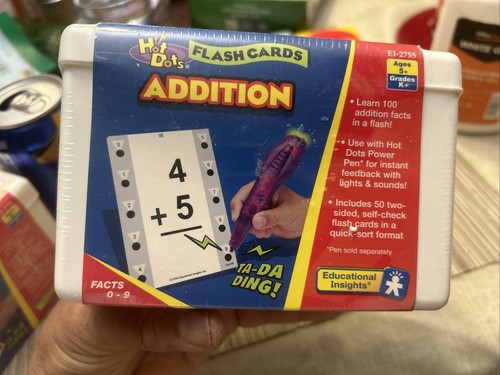 Hot
Dots®
FLASH CARDS
EI-2755
Ages
5+
Grades
K+
ADDITION
• Learn 100
addition facts
in a flash!
• Use with Hot
Dots Power
Pen* for instant
feedback with
lights & sounds!
• Includes 50 two-
sided, self-check
flash cards in a
quick-sort format
*Pen sold separately
4
+ 5
TA-DA
DING!
FACTS
0 - 9
Educational
Insights®
WHITE